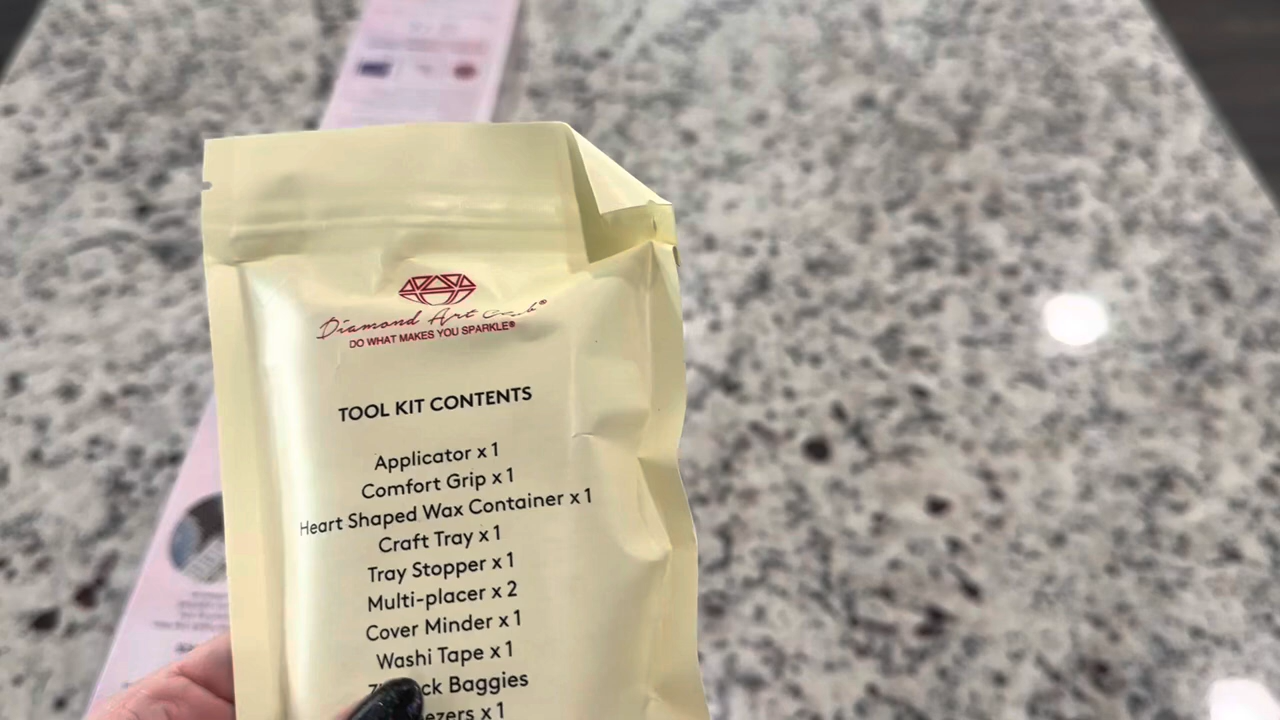 Diamond Art
DO WHAT MAKES YOU SPARKLE®
TOOL KIT CONTENTS
Applicator x 1
Comfort Grip x 1
Heart Shaped Wax Container x 1
Craft Tray x 1
Tray Stopper x 1
Multi-placer x 2
Cover Minder x 1
Washi Tape x 1
Baggies
x 1